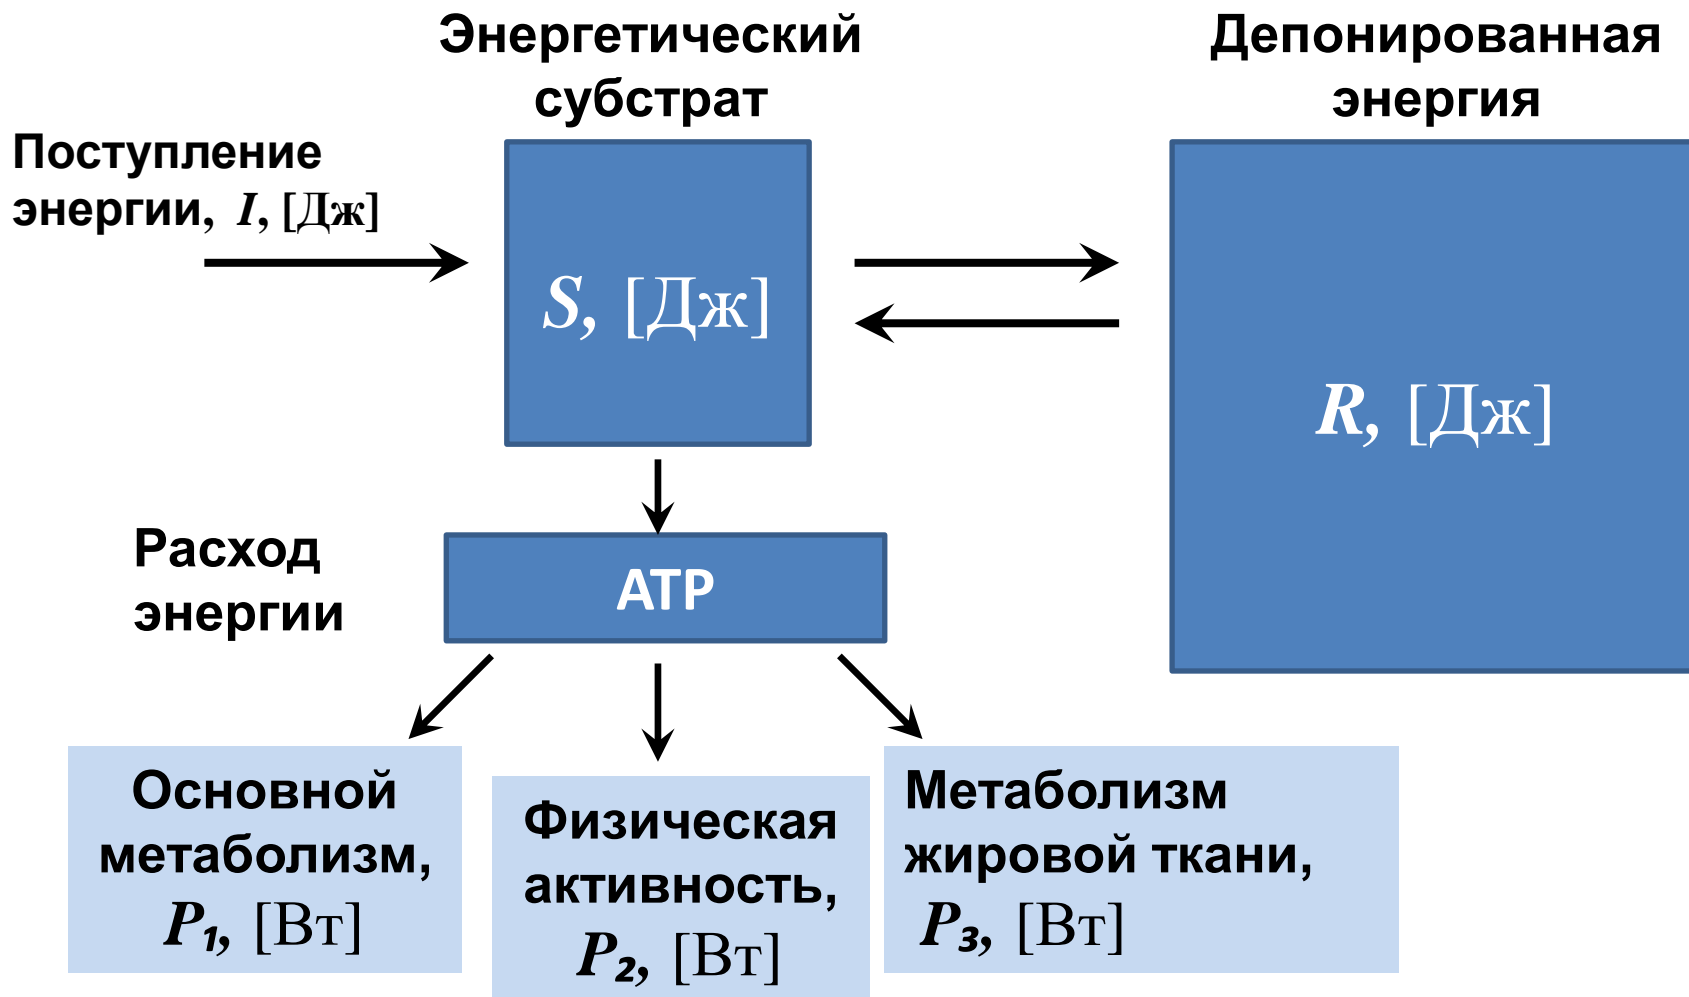 Энергетический
субстрат
Депонированная
энергия
Поступление
энергии, I, [Дж]
S, [Дж]
R, [Дж]
Расход
энергии
АТР
Основной
метаболизм,
P₁, [Вт]
Физическая
активность,
P₂, [Вт]
Метаболизм
жировой ткани,
P₃, [Вт]